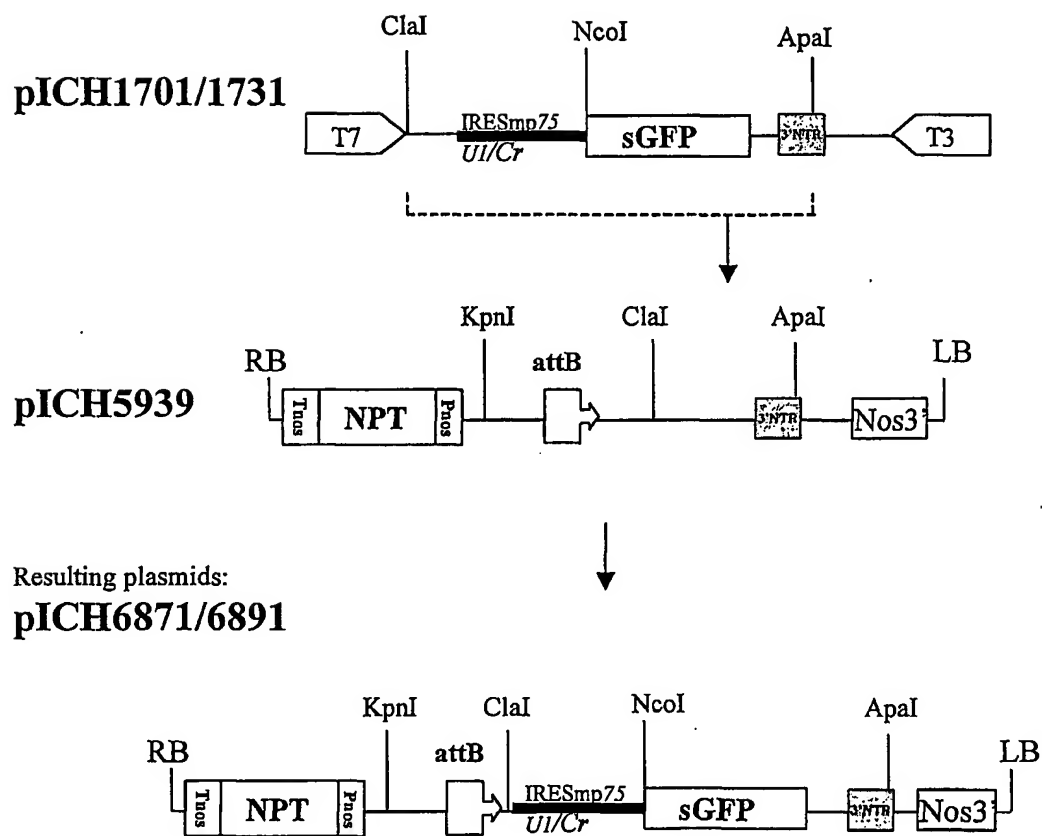 ClaI NcoI ApaI
pICH1701/1731
T7 IRESmp75 U1/Cr sGFP 3'NTR T3
KpnI ClaI ApaI
RB attB LB
pICH5939
Tnos NPT Pnos 3'NTR Nos3'
Resulting plasmids:
pICH6871/6891
KpnI ClaI NcoI ApaI
RB attB LB
Tnos NPT Pnos IRESmp75 U1/Cr sGFP 3'NTR Nos3'